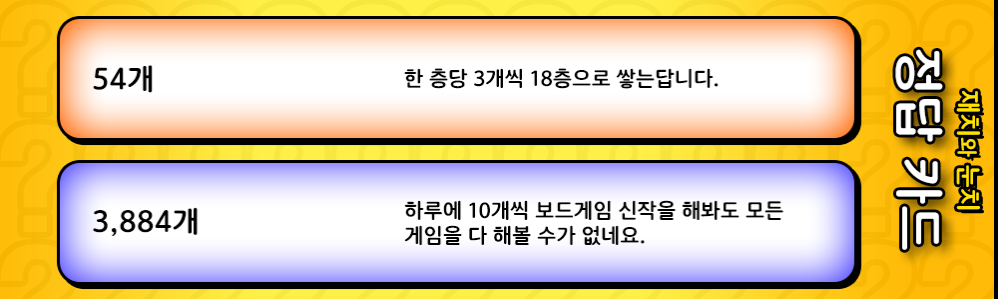 54개
한 층당 3개씩 18층으로 쌓는답니다.
3,884개
하루에 10개씩 보드게임 신작을 해봐도 모든
게임을 다 해볼 수가 없네요.
재치와 눈치
정답 카드